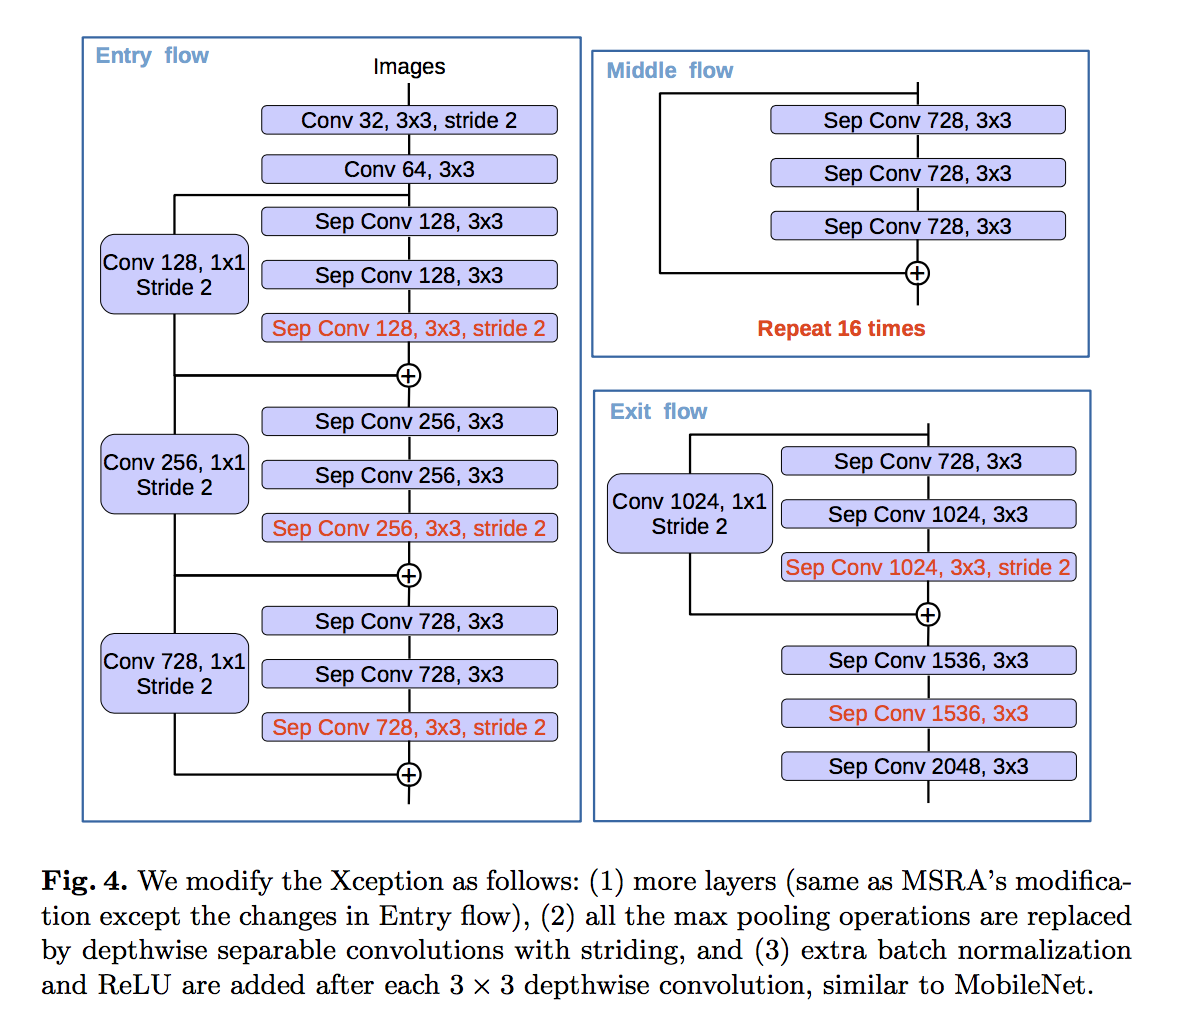 Entry flow
Images
Conv 32, 3x3, stride 2
Conv 64, 3x3
Sep Conv 128, 3x3
Conv 128, 1x1
Stride 2
Sep Conv 128, 3x3
Sep Conv 128, 3x3, stride 2
Sep Conv 256, 3x3
Conv 256, 1x1
Stride 2
Sep Conv 256, 3x3
Sep Conv 256, 3x3, stride 2
Sep Conv 728, 3x3
Conv 728, 1x1
Stride 2
Sep Conv 728, 3x3
Sep Conv 728, 3x3, stride 2
Middle flow
Sep Conv 728, 3x3
Sep Conv 728, 3x3
Sep Conv 728, 3x3
Repeat 16 times
Exit flow
Sep Conv 728, 3x3
Conv 1024, 1x1
Stride 2
Sep Conv 1024, 3x3
Sep Conv 1024, 3x3, stride 2
Sep Conv 1536, 3x3
Sep Conv 1536, 3x3
Sep Conv 2048, 3x3
Fig. 4. We modify the Xception as follows: (1) more layers (same as MSRA's modifica-
tion except the changes in Entry flow), (2) all the max pooling operations are replaced
by depthwise separable convolutions with striding, and (3) extra batch normalization
and ReLU are added after each 3 × 3 depthwise convolution, similar to MobileNet.